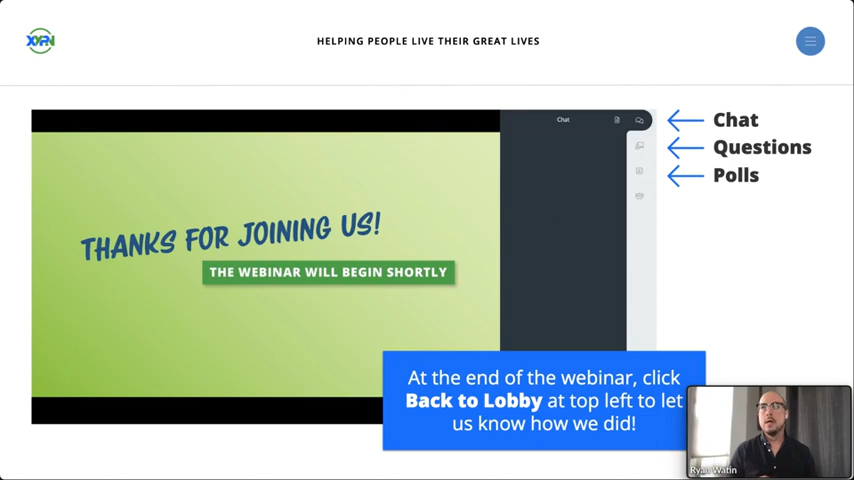 XYPN
HELPING PEOPLE LIVE THEIR GREAT LIVES
Chat
Chat
Questions
Polls
THANKS FOR JOINING US!
THE WEBINAR WILL BEGIN SHORTLY
At the end of the webinar, click
Back to Lobby at top left to let
us know how we did!
Ryan Watin